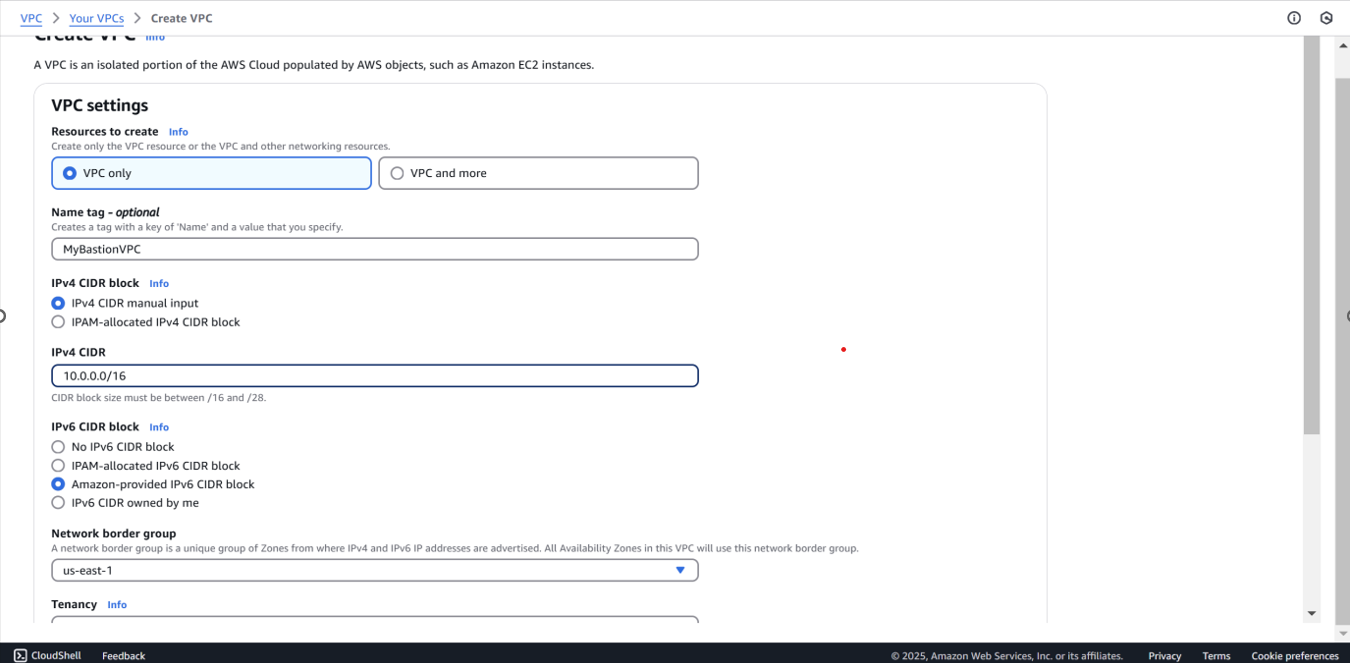 VPC > Your VPCs > Create VPC
Create VPC Info
A VPC is an isolated portion of the AWS Cloud populated by AWS objects, such as Amazon EC2 instances.
VPC settings
Resources to create Info
Create only the VPC resource or the VPC and other networking resources.
VPC only VPC and more
Name tag - optional
Creates a tag with a key of 'Name' and a value that you specify.
MyBastionVPC
IPv4 CIDR block Info
IPv4 CIDR manual input
IPAM-allocated IPv4 CIDR block
IPv4 CIDR
10.0.0.0/16
CIDR block size must be between /16 and /28.
IPv6 CIDR block Info
No IPv6 CIDR block
IPAM-allocated IPv6 CIDR block
Amazon-provided IPv6 CIDR block
IPv6 CIDR owned by me
Network border group
A network border group is a unique group of Zones from where IPv4 and IPv6 IP addresses are advertised. All Availability Zones in this VPC will use this network border group.
us-east-1
Tenancy Info
CloudShell Feedback © 2025, Amazon Web Services, Inc. or its affiliates. Privacy Terms Cookie preferences